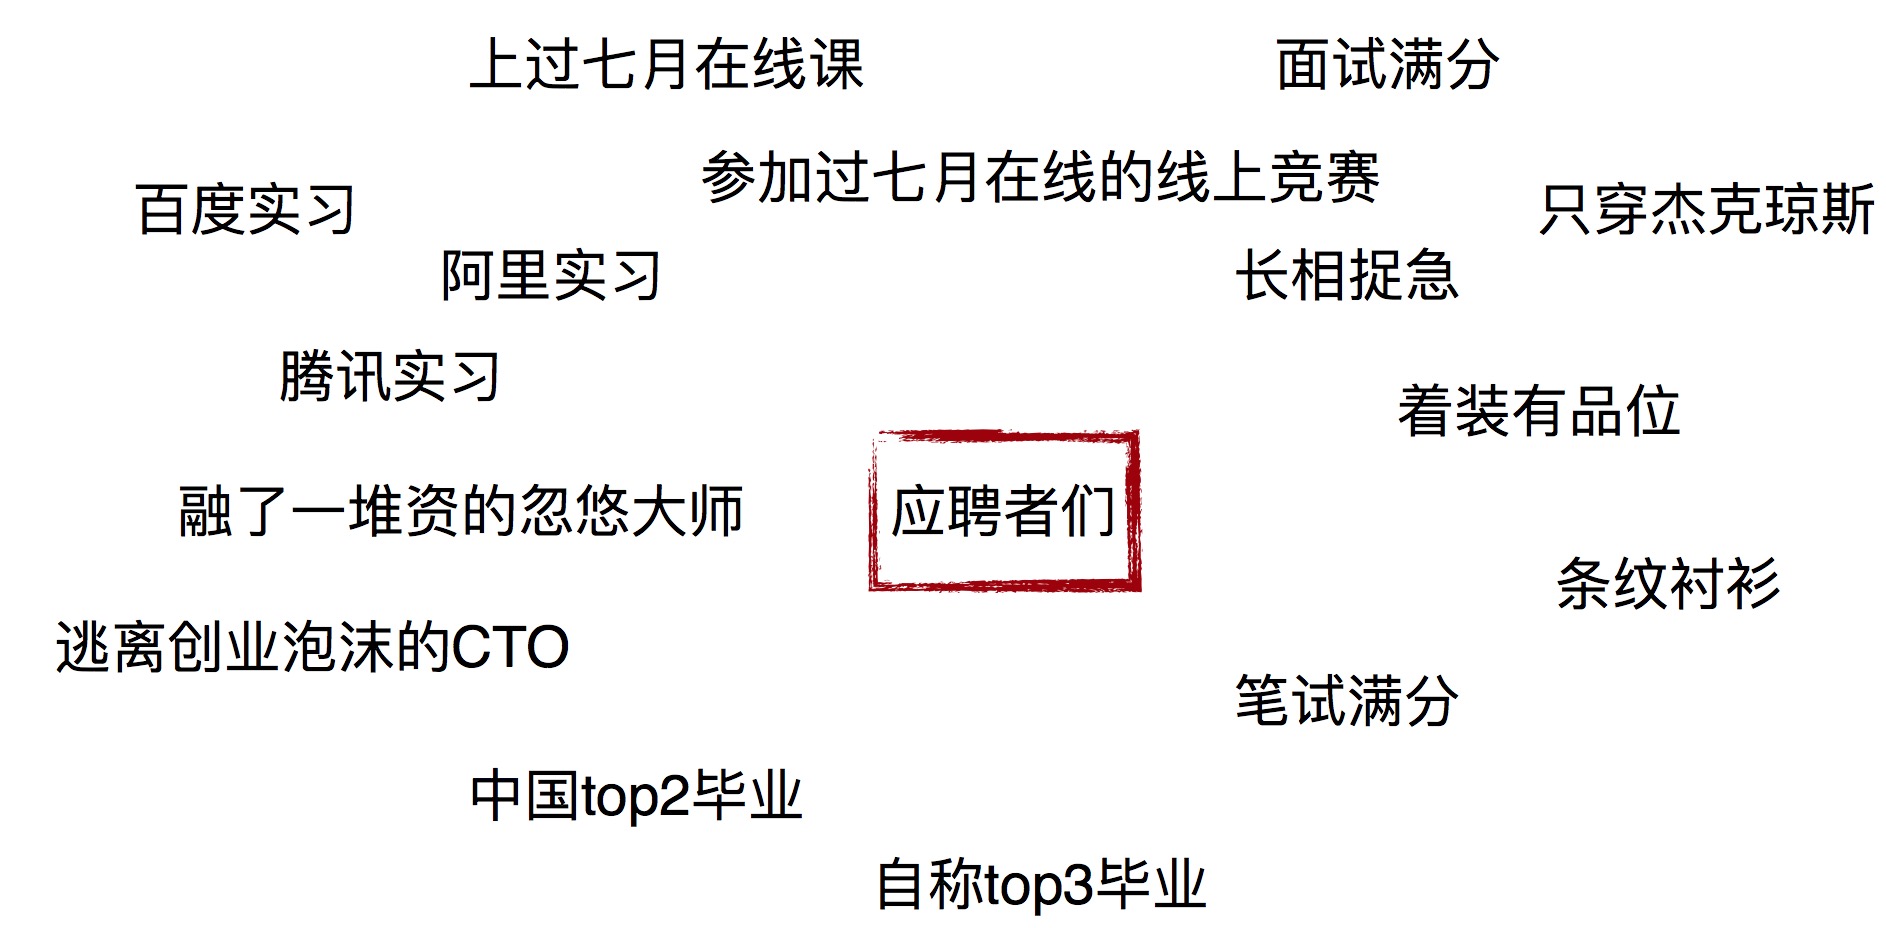 上过七月在线课
面试满分
参加过七月在线的线上竞赛
百度实习
只穿杰克琼斯
阿里实习
长相捉急
腾讯实习
着装有品位
融了一堆资的忽悠大师
应聘者们
条纹衬衫
逃离创业泡沫的CTO
笔试满分
中国top2毕业
自称top3毕业